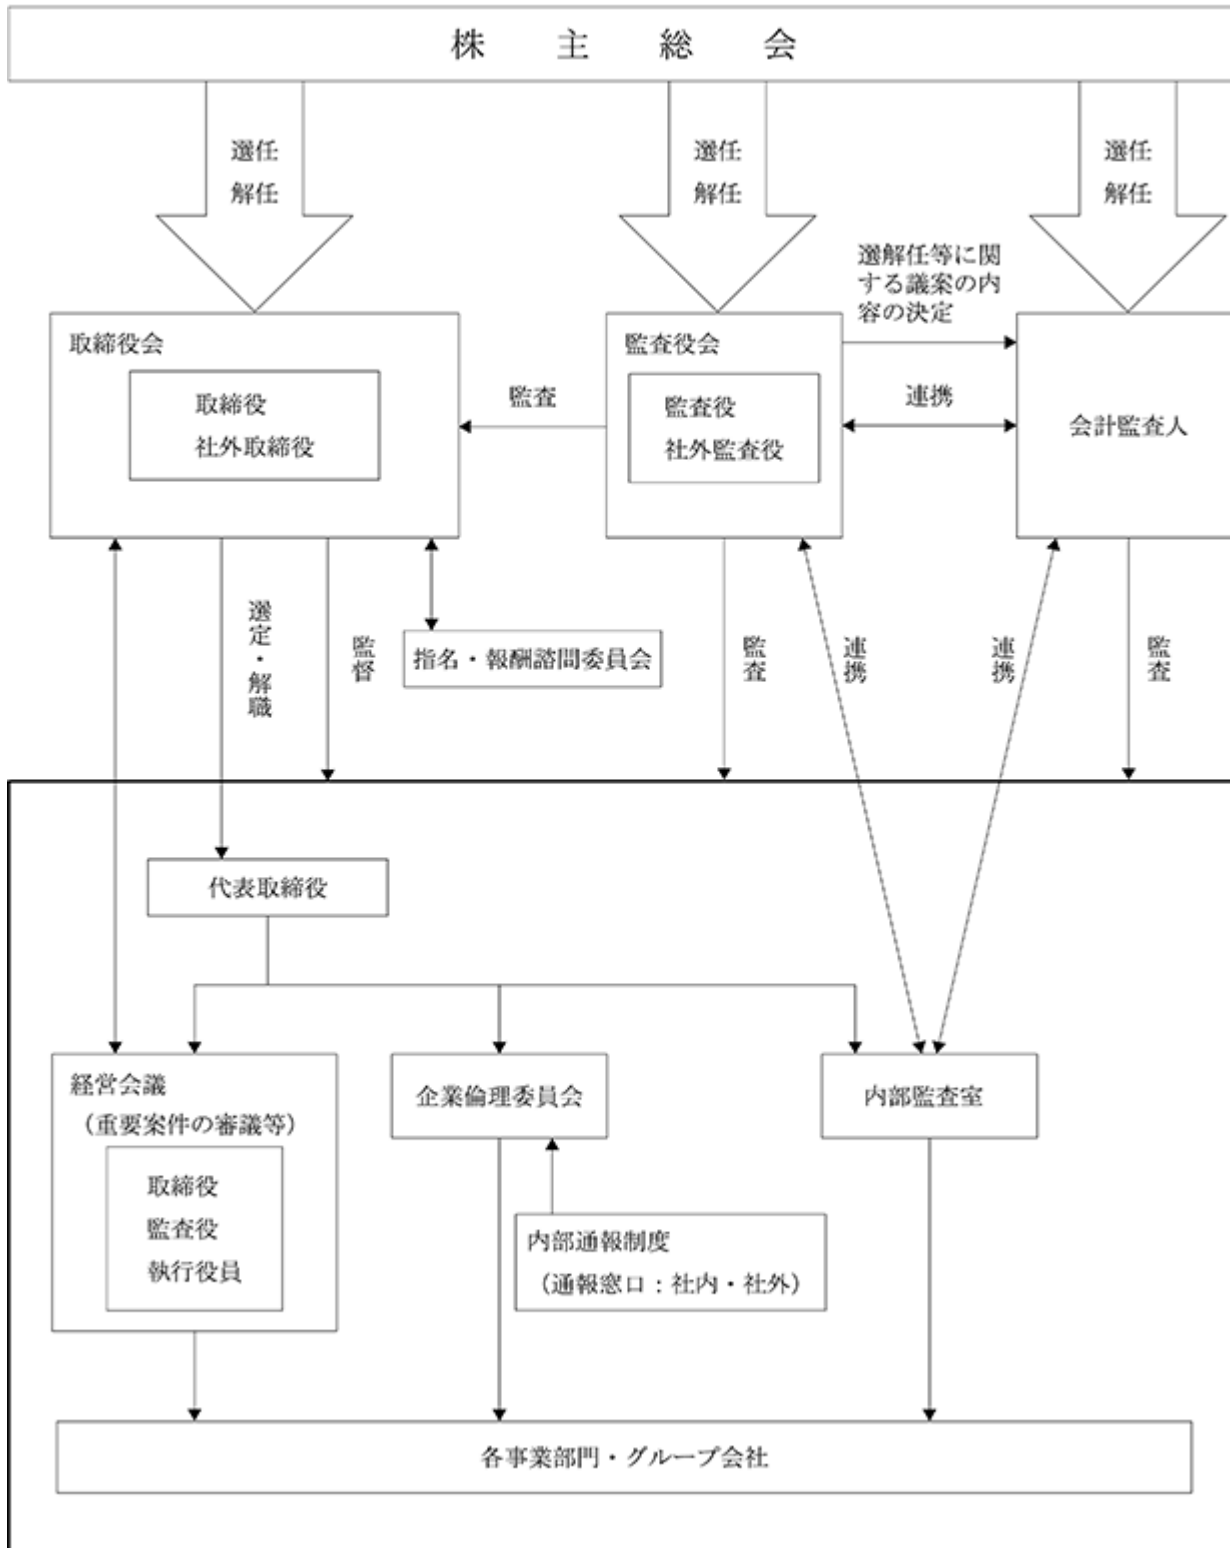 株主総会
選任
解任
選任
解任
選任
解任
選解任等に関
する議案の内
容の決定
取締役会
取締役
社外取締役
監査
監査役会
監査役
社外監査役
連携
会計監査人
選定・解職
監督
指名・報酬諮問委員会
監査
連携
連携
監査
代表取締役
経営会議
（重要案件の審議等）
取締役
監査役
執行役員
企業倫理委員会
内部監査室
内部通報制度
（通報窓口：社内・社外）
各事業部門・グループ会社